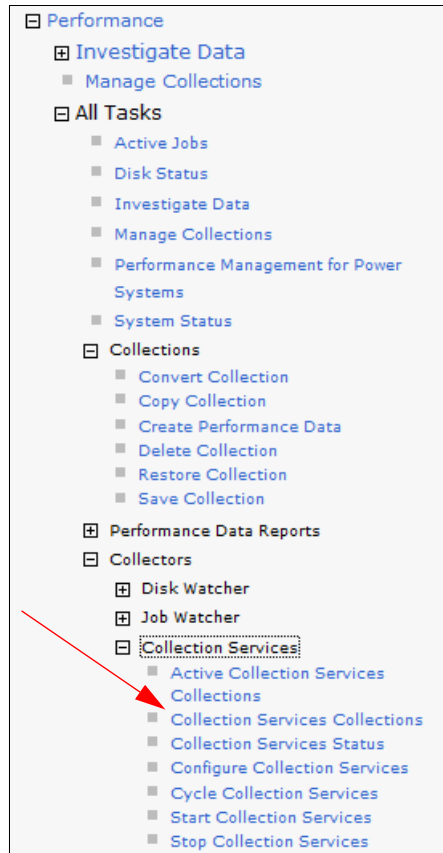 Performance
Investigate Data
Manage Collections
All Tasks
Active Jobs
Disk Status
Investigate Data
Manage Collections
Performance Management for Power
Systems
System Status
Collections
Convert Collection
Copy Collection
Create Performance Data
Delete Collection
Restore Collection
Save Collection
Performance Data Reports
Collectors
Disk Watcher
Job Watcher
Collection Services
Active Collection Services
Collections
Collection Services Collections
Collection Services Status
Configure Collection Services
Cycle Collection Services
Start Collection Services
Stop Collection Services